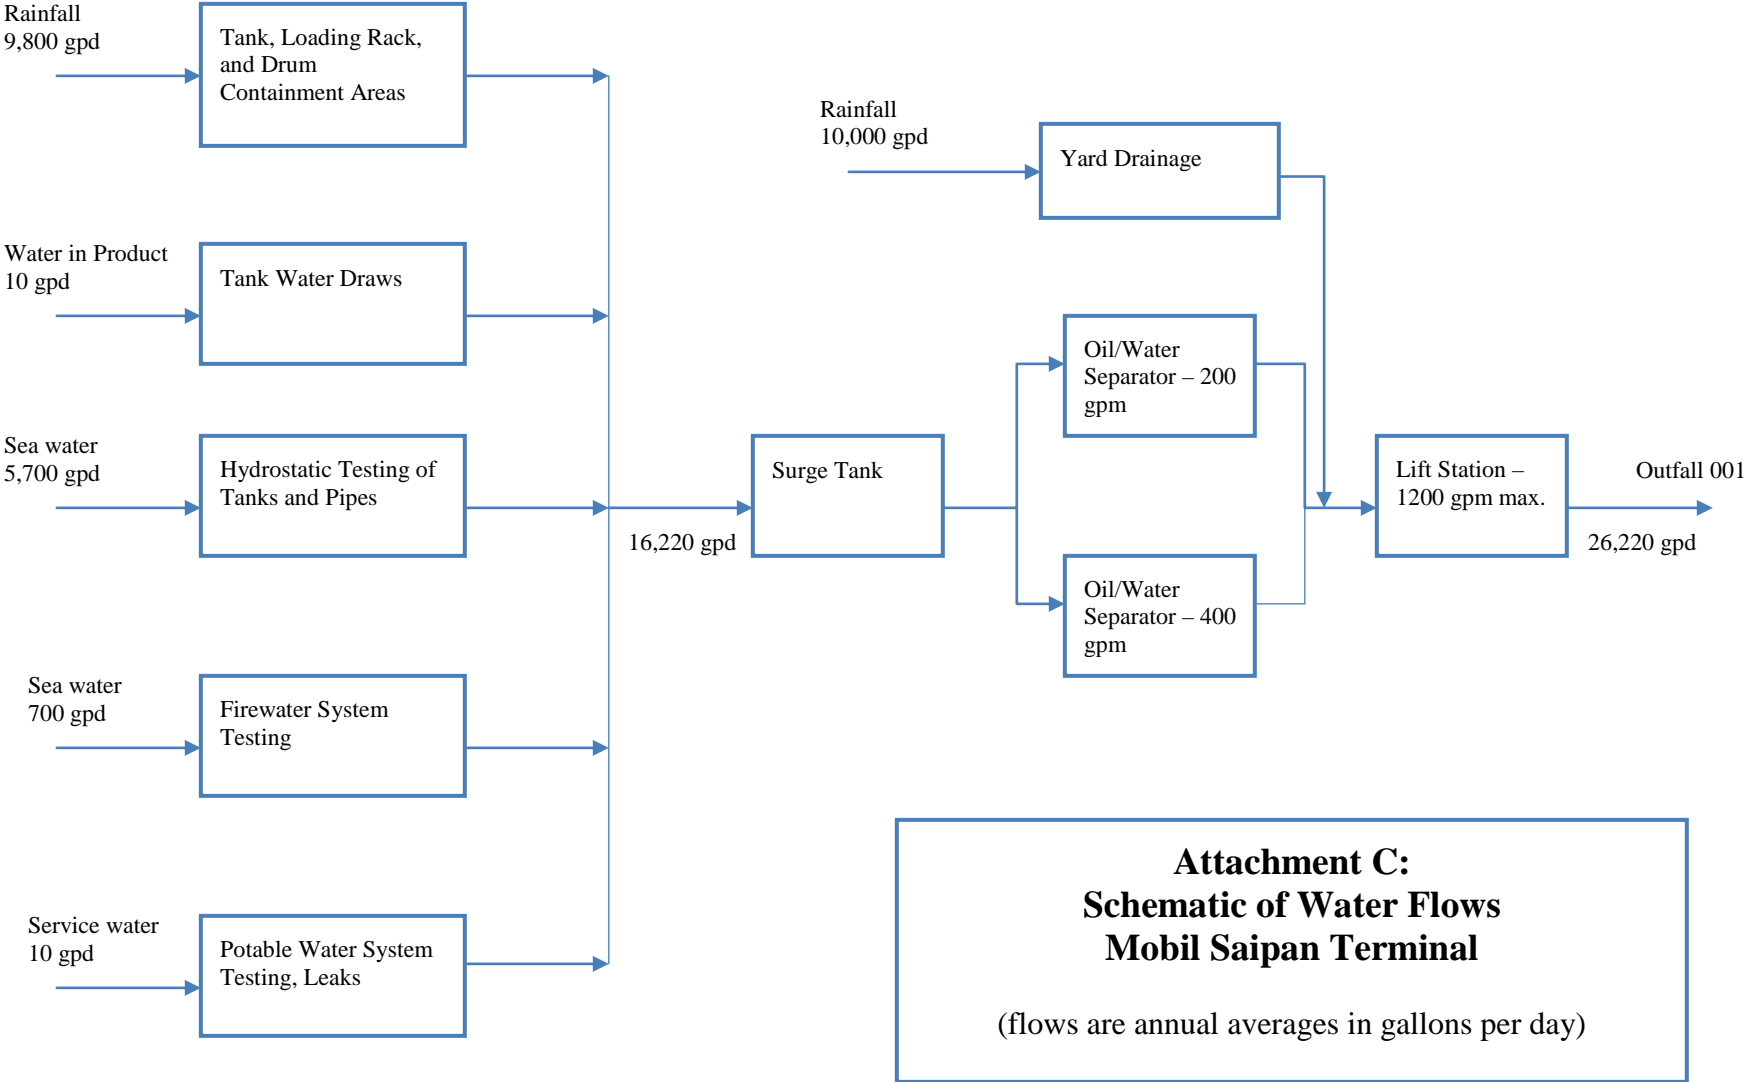 Rainfall
9,800 gpd
Tank, Loading Rack,
and Drum
Containment Areas
Rainfall
10,000 gpd
Yard Drainage
Water in Product
10 gpd
Tank Water Draws
Oil/Water
Separator – 200
gpm
Sea water
5,700 gpd
Hydrostatic Testing of
Tanks and Pipes
16,220 gpd
Surge Tank
Lift Station –
1200 gpm max.
Outfall 001
26,220 gpd
Oil/Water
Separator – 400
gpm
Sea water
700 gpd
Firewater System
Testing
Service water
10 gpd
Potable Water System
Testing, Leaks
Attachment C:
Schematic of Water Flows
Mobil Saipan Terminal
(flows are annual averages in gallons per day)